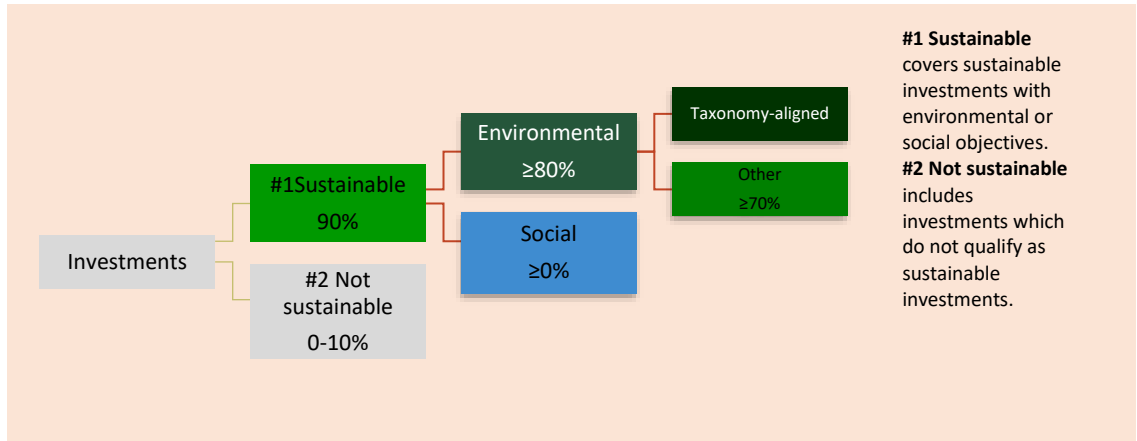 Investments
#1Sustainable
90%
#2 Not
sustainable
0-10%
Environmental
≥80%
Social
≥0%
Taxonomy-aligned
Other
≥70%
#1 Sustainable
covers sustainable
investments with
environmental or
social objectives.
#2 Not sustainable
includes
investments which
do not qualify as
sustainable
investments.